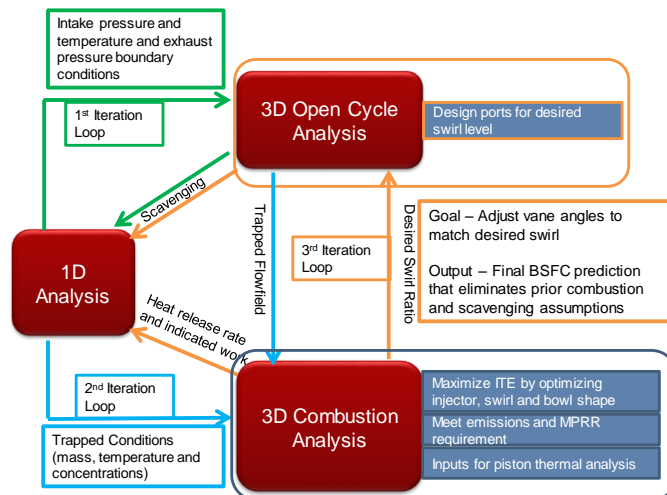 Intake pressure and
temperature and exhaust
pressure boundary
conditions
1st Iteration
Loop
3D Open Cycle
Analysis
Design ports for desired
swirl level
Scavenging
Trapped Flowfield
3rd Iteration
Loop
Desired Swirl Ratio
Goal – Adjust vane angles to
match desired swirl
Output – Final BSFC prediction
that eliminates prior combustion
and scavenging assumptions
1D
Analysis
Heat release rate
and indicated work
2nd Iteration
Loop
Trapped Conditions
(mass, temperature and
concentrations)
3D Combustion
Analysis
Maximize ITE by optimizing
injector, swirl and bowl shape
Meet emissions and MPRR
requirement
Inputs for piston thermal analysis